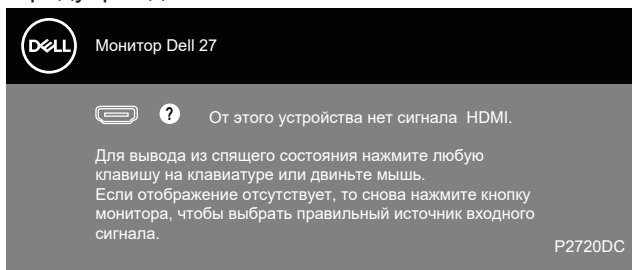 DELL
Монитор Dell 27
? От этого устройства нет сигнала HDMI.
Для вывода из спящего состояния нажмите любую
клавишу на клавиатуре или двиньте мышь.
Если отображение отсутствует, то снова нажмите кнопку
монитора, чтобы выбрать правильный источник входного
сигнала.
P2720DC